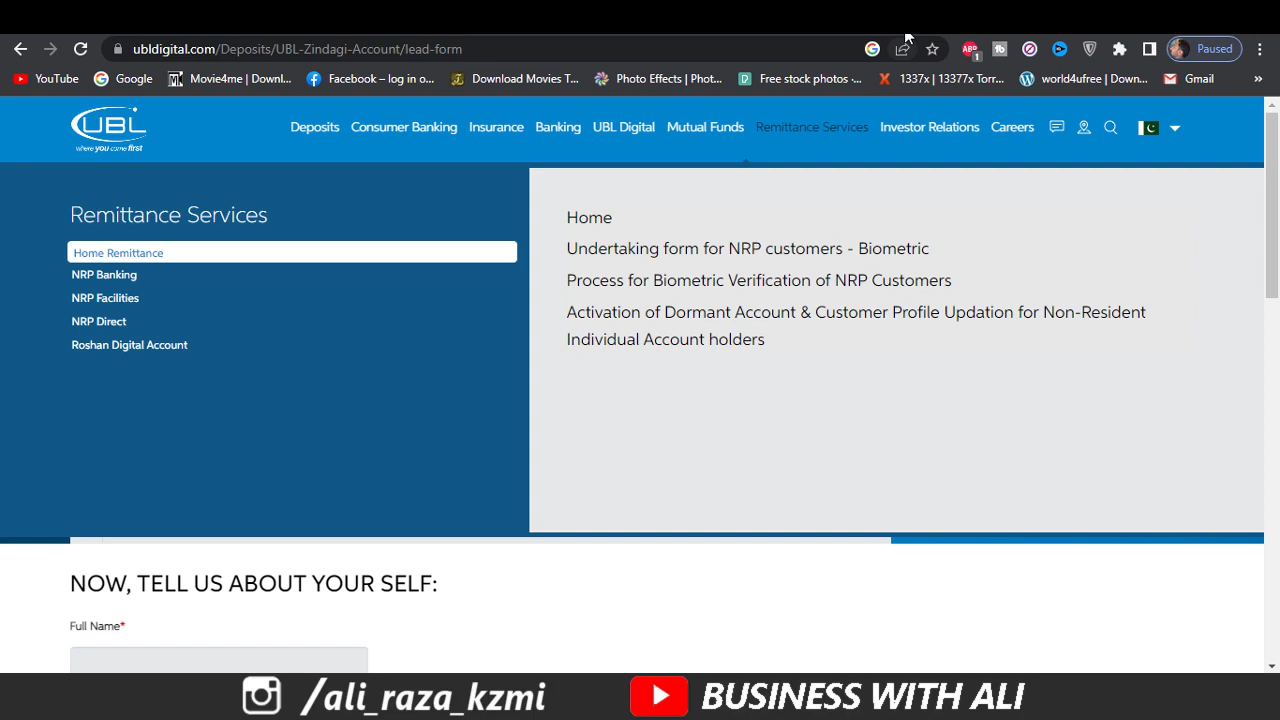 ubldigital.com/Deposits/UBL-Zindagi-Account/lead-form
ABP
1
Paused
YouTube
Google
Movie4me | Downl...
Facebook – log in o...
Download Movies T...
Photo Effects | Phot...
Free stock photos ·...
1337x | 13377x Torr...
world4ufree | Down...
Gmail
»
UBL
where you come first
Deposits
Consumer Banking
Insurance
Banking
UBL Digital
Mutual Funds
Remittance Services
Investor Relations
Careers
Remittance Services
Home Remittance
NRP Banking
NRP Facilities
NRP Direct
Roshan Digital Account
Home
Undertaking form for NRP customers - Biometric
Process for Biometric Verification of NRP Customers
Activation of Dormant Account & Customer Profile Updation for Non-Resident
Individual Account holders
NOW, TELL US ABOUT YOUR SELF:
Full Name*
/ali_raza_kzmi
BUSINESS WITH ALI